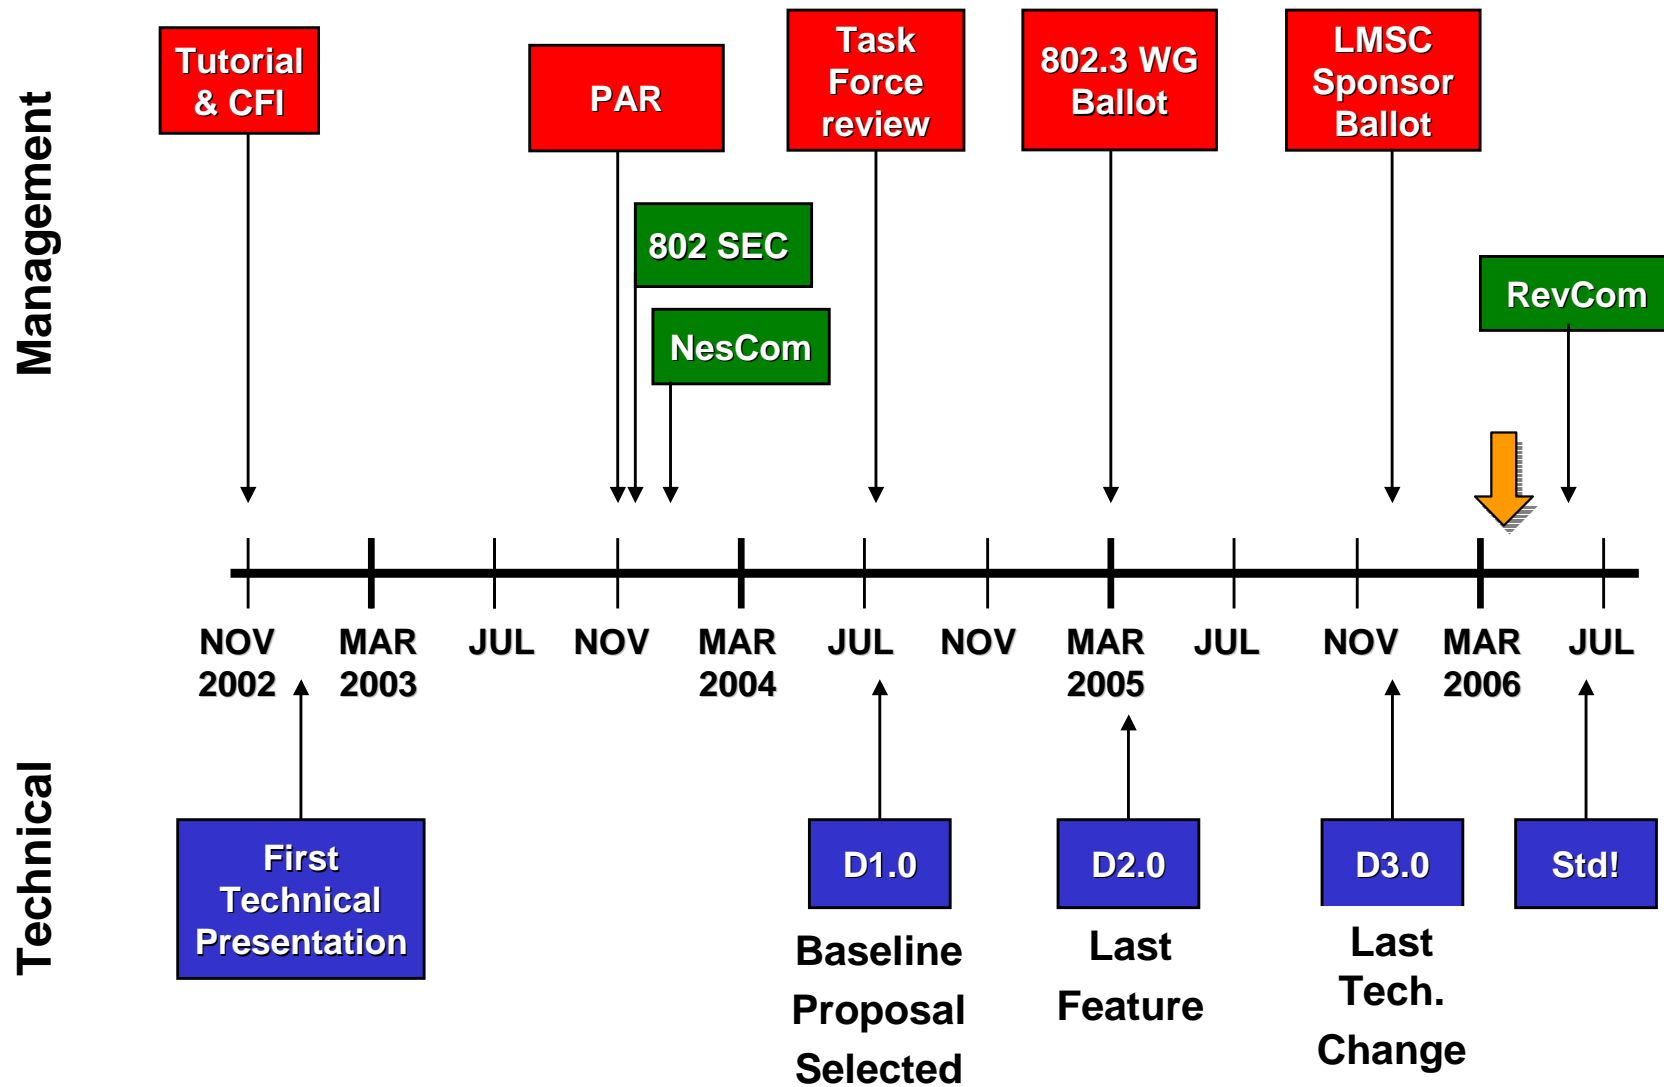 Management
Tutorial
& CFI
PAR
Task
Force
review
802.3 WG
Ballot
LMSC
Sponsor
Ballot
802 SEC
NesCom
RevCom
NOV
2002
MAR
2003
JUL
NOV
MAR
2004
JUL
NOV
MAR
2005
JUL
NOV
MAR
2006
JUL
Technical
First
Technical
Presentation
D1.0
Baseline
Proposal
Selected
D2.0
Last
Feature
D3.0
Last
Tech.
Change
Std!